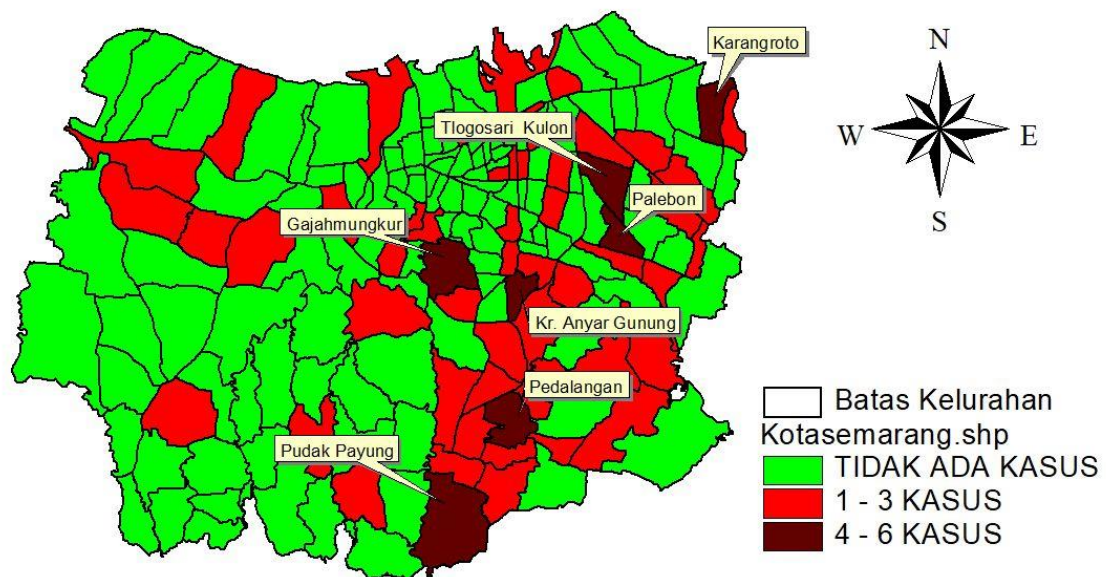 Karangroto
Tlogosari Kulon
Palebon
Gajahmungkur
Kr. Anyar Gunung
Pedalangan
Pudak Payung
N
W
E
S
Batas Kelurahan
Kotasemarang.shp
TIDAK ADA KASUS
1 - 3 KASUS
4 - 6 KASUS